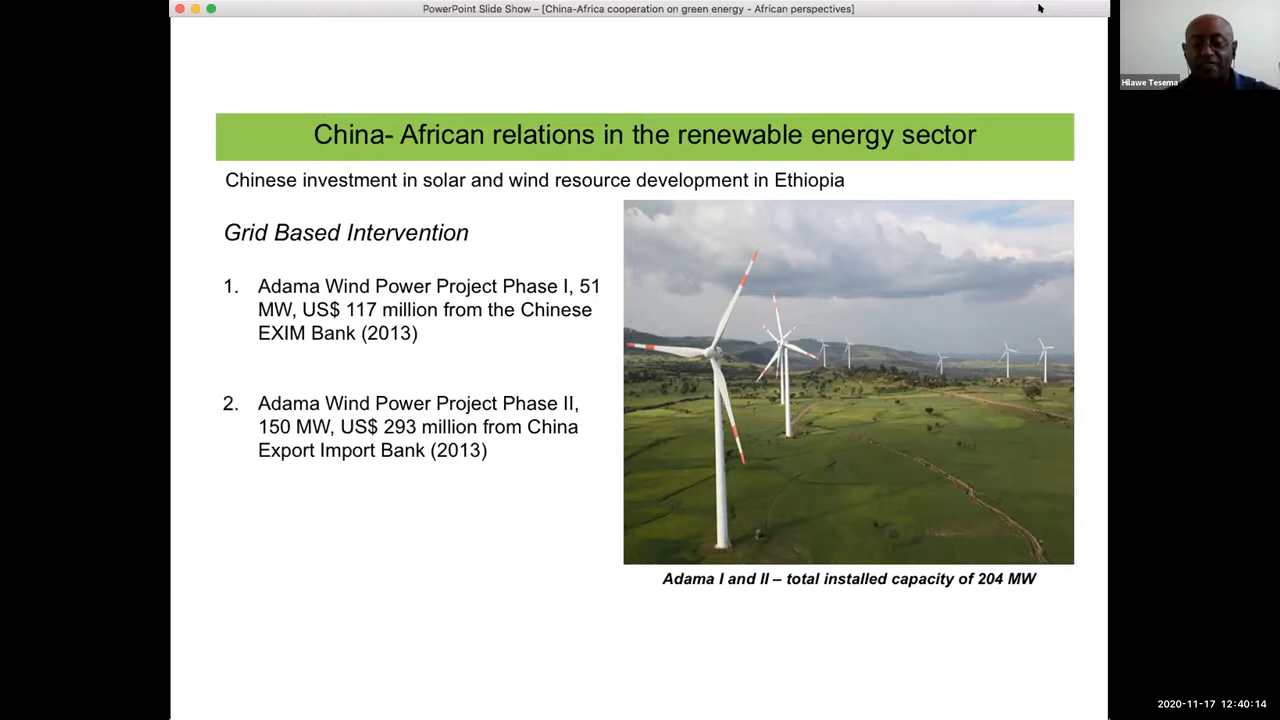 PowerPoint Slide Show – [China-Africa cooperation on green energy - African perspectives]
Hilawe Tesema
China- African relations in the renewable energy sector
Chinese investment in solar and wind resource development in Ethiopia
Grid Based Intervention
1. Adama Wind Power Project Phase I, 51
MW, US$ 117 million from the Chinese
EXIM Bank (2013)
2. Adama Wind Power Project Phase II,
150 MW, US$ 293 million from China
Export Import Bank (2013)
Adama I and II – total installed capacity of 204 MW
2020-11-17 12:40:14